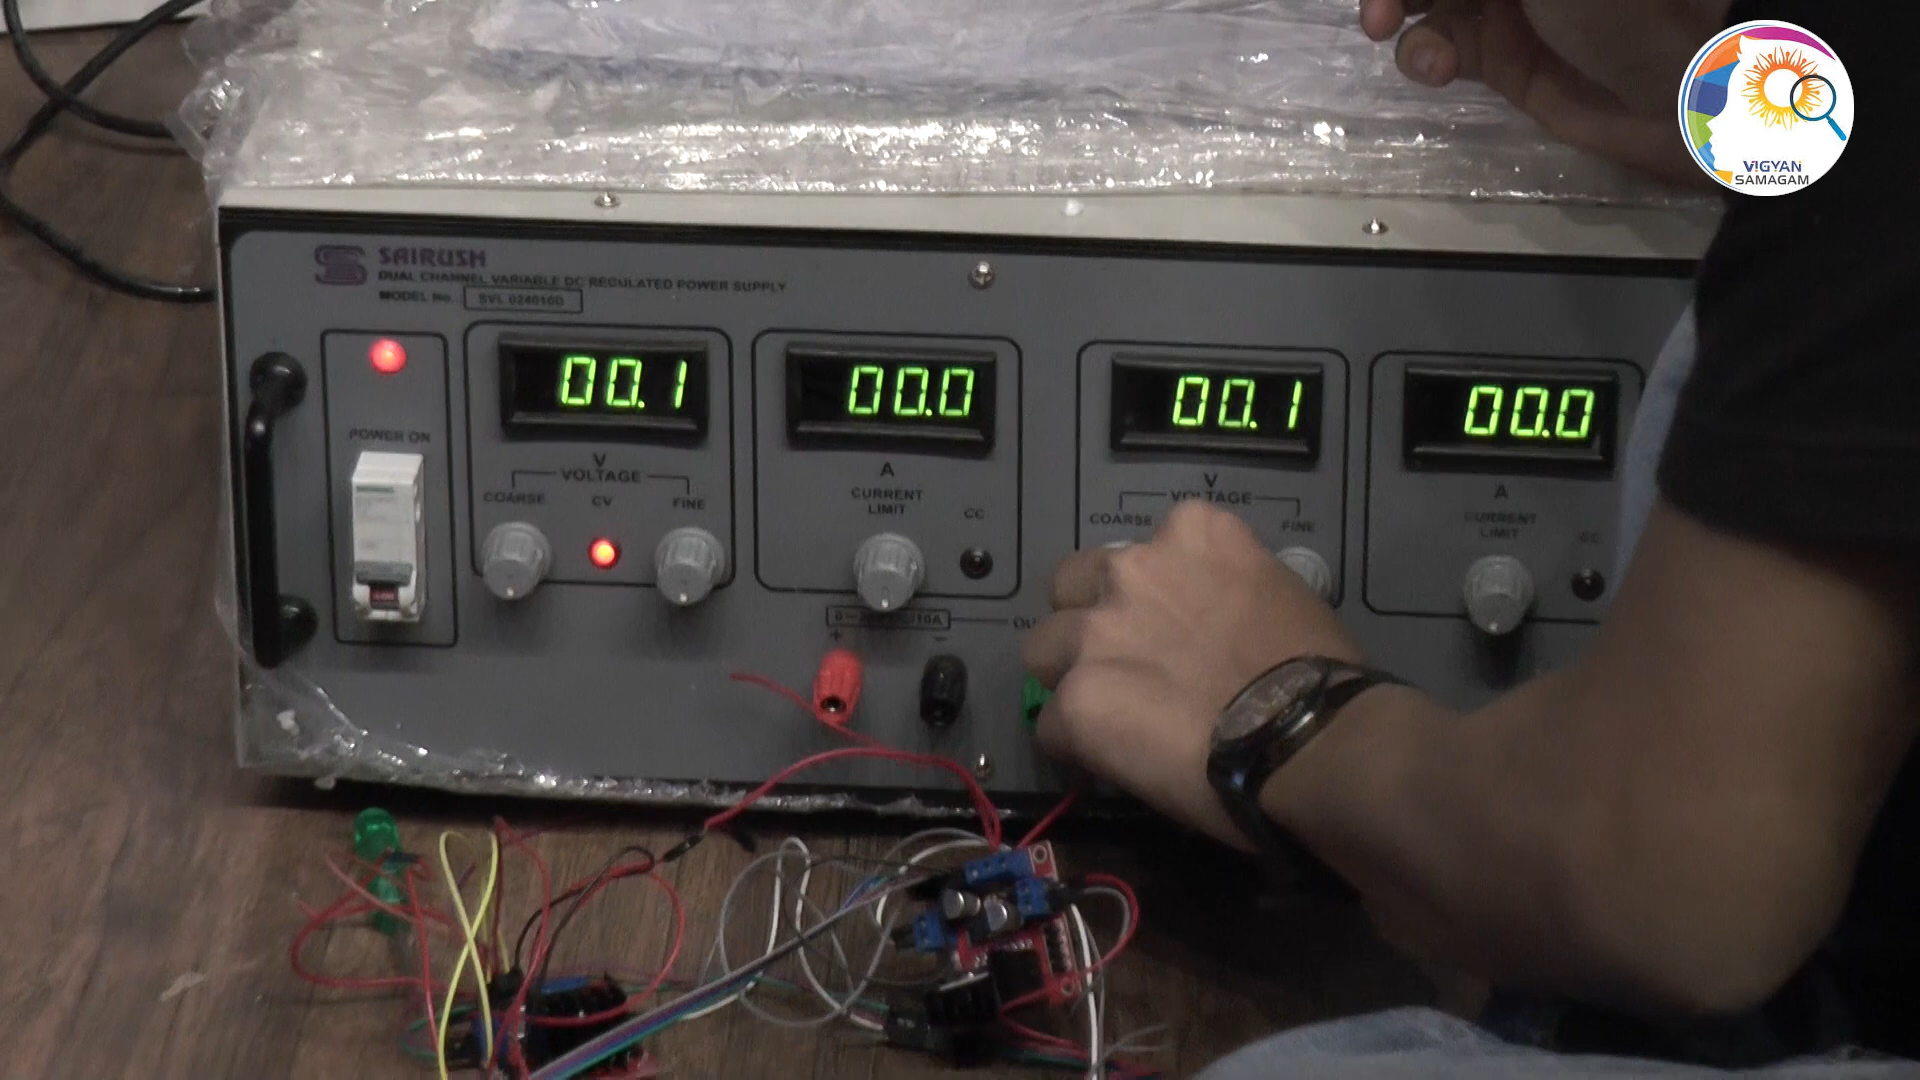 VIGYAN
SAMAGAM
SAIRUSH
DUAL CHANNEL VARIABLE DC REGULATED POWER SUPPLY
MODEL No.
POWER ON
00.1
00.0
00.1
00.0
V
A
V
A
VOLTAGE
COARSE
CV
FINE
CURRENT
LIMIT
CC
VOLTAGE
COARSE
FINE
CURRENT
LIMIT
CC
+
-